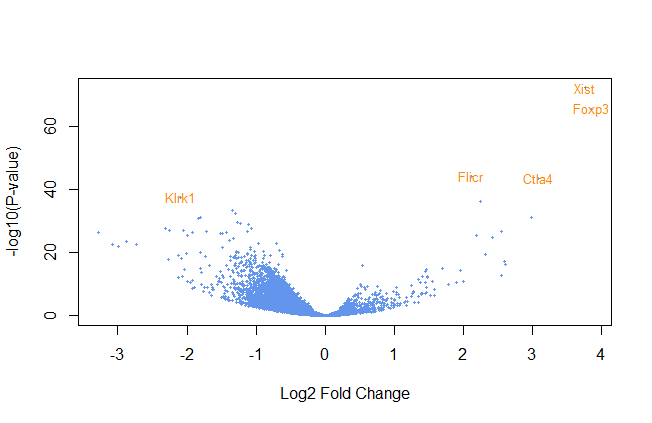 Xist
Foxp3
Flicr
Ctla4
Klrk1
60
40
20
0
-3 -2 -1 0 1 2 3 4
-log10(P-value)
Log2 Fold Change